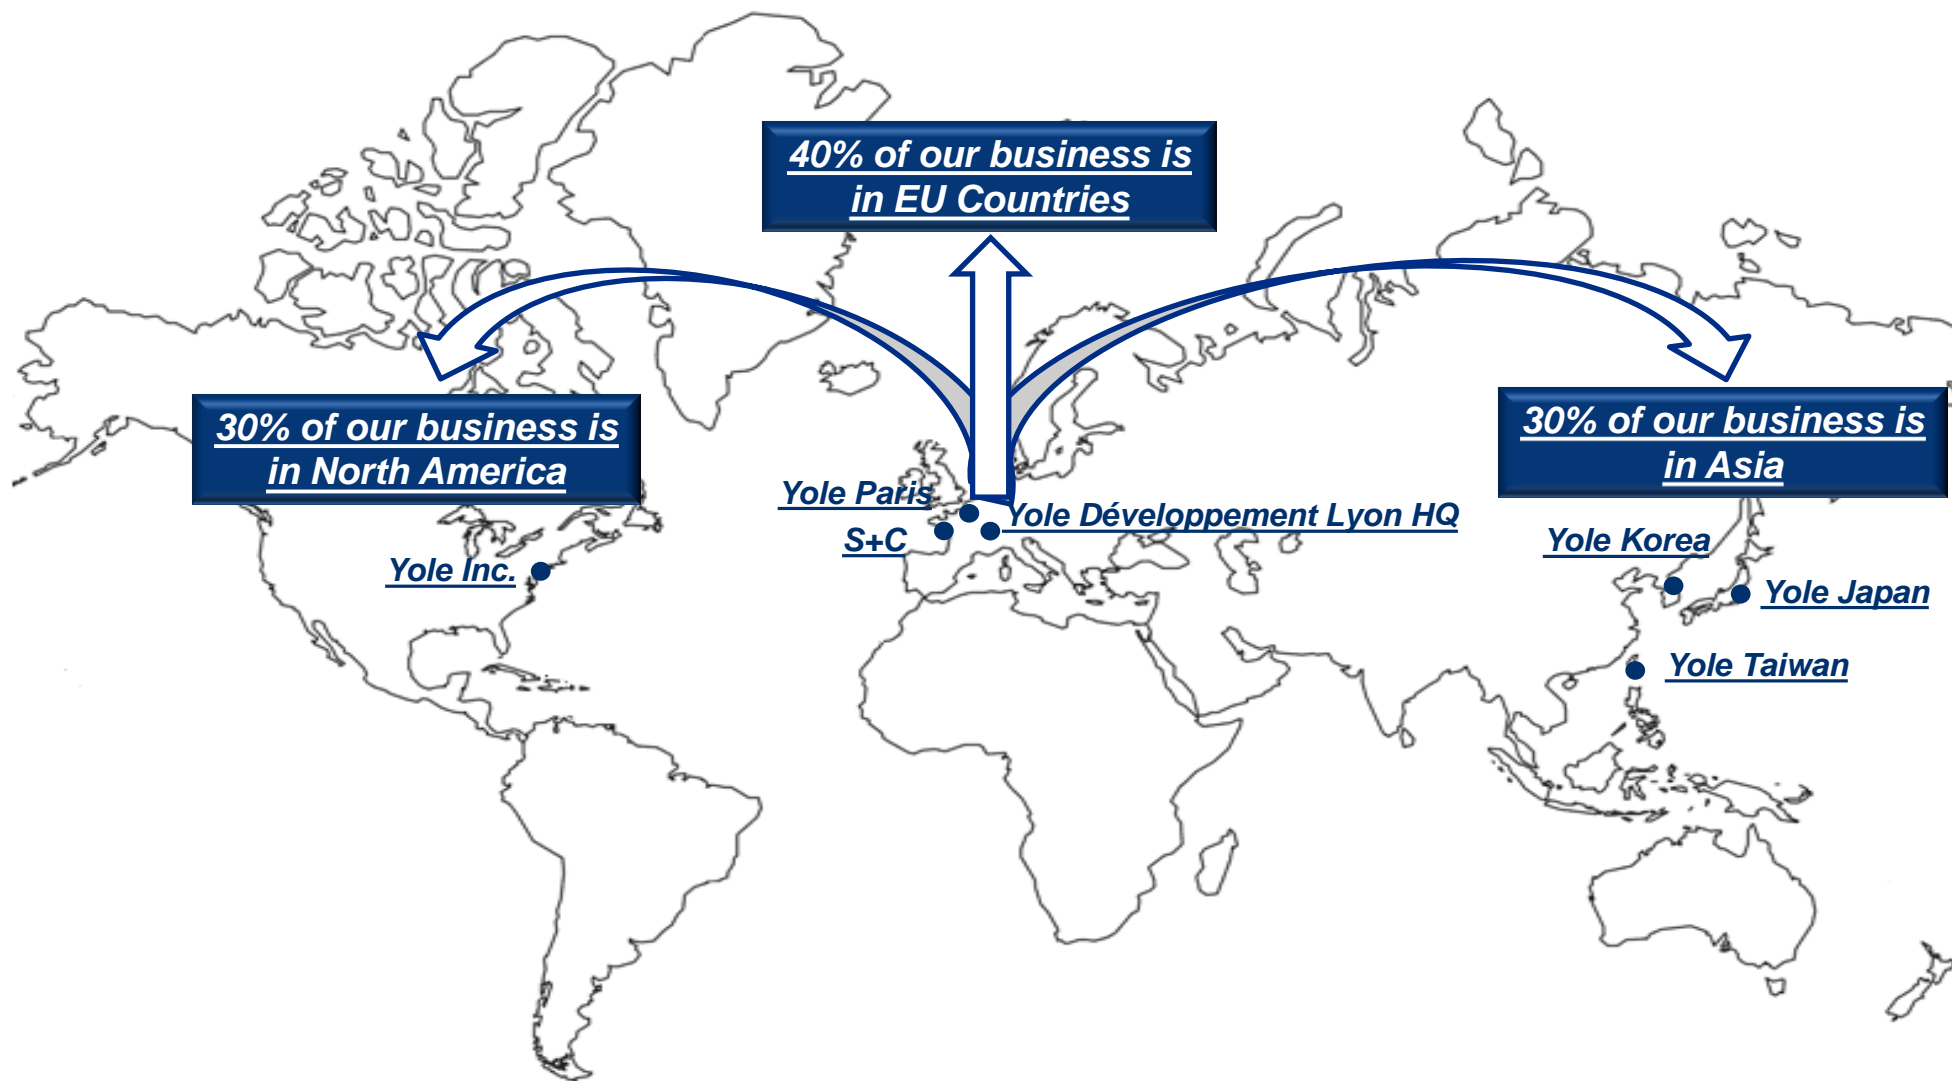 40% of our business is
in EU Countries
30% of our business is
in North America
30% of our business is
in Asia
Yole Paris
Yole Développement Lyon HQ
S+C
Yole Inc.
Yole Korea
Yole Japan
Yole Taiwan